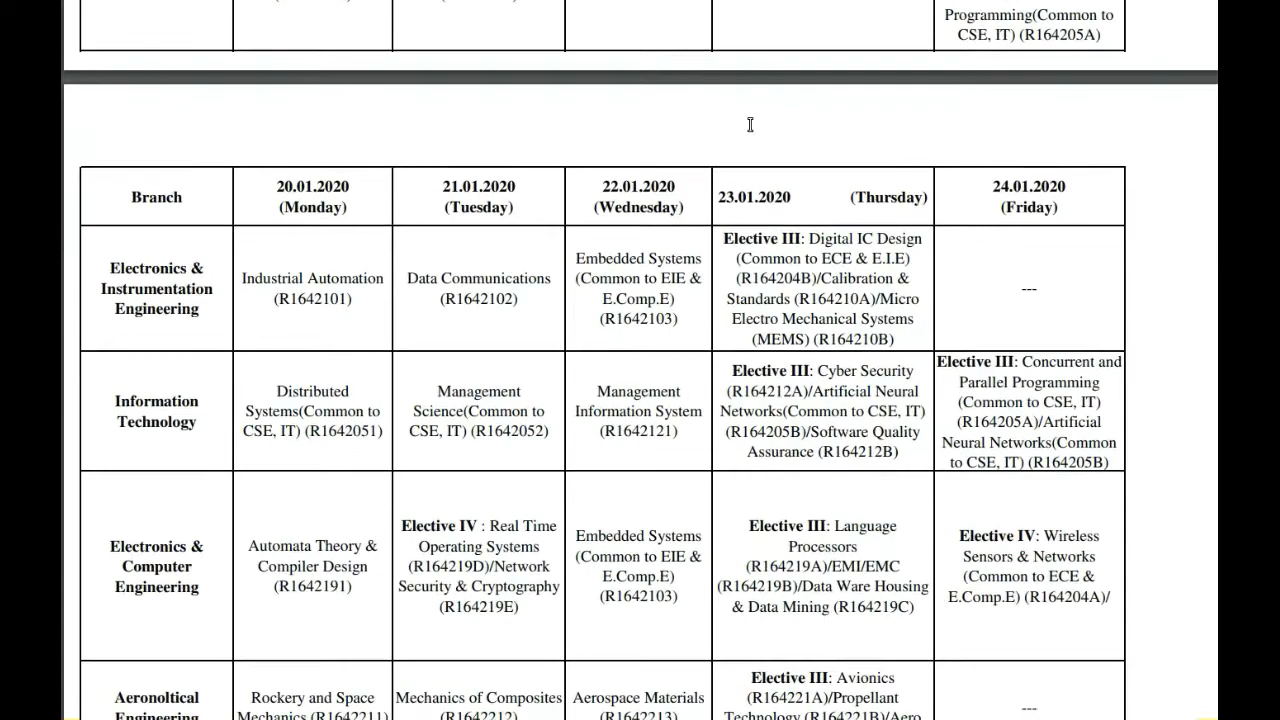 Programming(Common to
CSE, IT) (R164205A)
Branch
20.01.2020
(Monday)
21.01.2020
(Tuesday)
22.01.2020
(Wednesday)
23.01.2020 (Thursday)
24.01.2020
(Friday)
Electronics &
Instrumentation
Engineering
Industrial Automation
(R1642101)
Data Communications
(R1642102)
Embedded Systems
(Common to EIE &
E.Comp.E)
(R1642103)
Elective III: Digital IC Design
(Common to ECE & E.I.E)
(R164204B)/Calibration &
Standards (R164210A)/Micro
Electro Mechanical Systems
(MEMS) (R164210B)
---
Information
Technology
Distributed
Systems(Common to
CSE, IT) (R1642051)
Management
Science(Common to
CSE, IT) (R1642052)
Management
Information System
(R1642121)
Elective III: Cyber Security
(R164212A)/Artificial Neural
Networks(Common to CSE, IT)
(R164205B)/Software Quality
Assurance (R164212B)
Elective III: Concurrent and
Parallel Programming
(Common to CSE, IT)
(R164205A)/Artificial
Neural Networks(Common
to CSE, IT) (R164205B)
Electronics &
Computer
Engineering
Automata Theory &
Compiler Design
(R1642191)
Elective IV : Real Time
Operating Systems
(R164219D)/Network
Security & Cryptography
(R164219E)
Embedded Systems
(Common to EIE &
E.Comp.E)
(R1642103)
Elective III: Language
Processors
(R164219A)/EMI/EMC
(R164219B)/Data Ware Housing
& Data Mining (R164219C)
Elective IV: Wireless
Sensors & Networks
(Common to ECE &
E.Comp.E) (R164204A)/
Aeronoltical
Engineering
Rockery and Space
Mechanics (R1642211)
Mechanics of Composites
(R1642212)
Aerospace Materials
(R1642213)
Elective III: Avionics
(R164221A)/Propellant
Technology (R164221B)/Aero
---